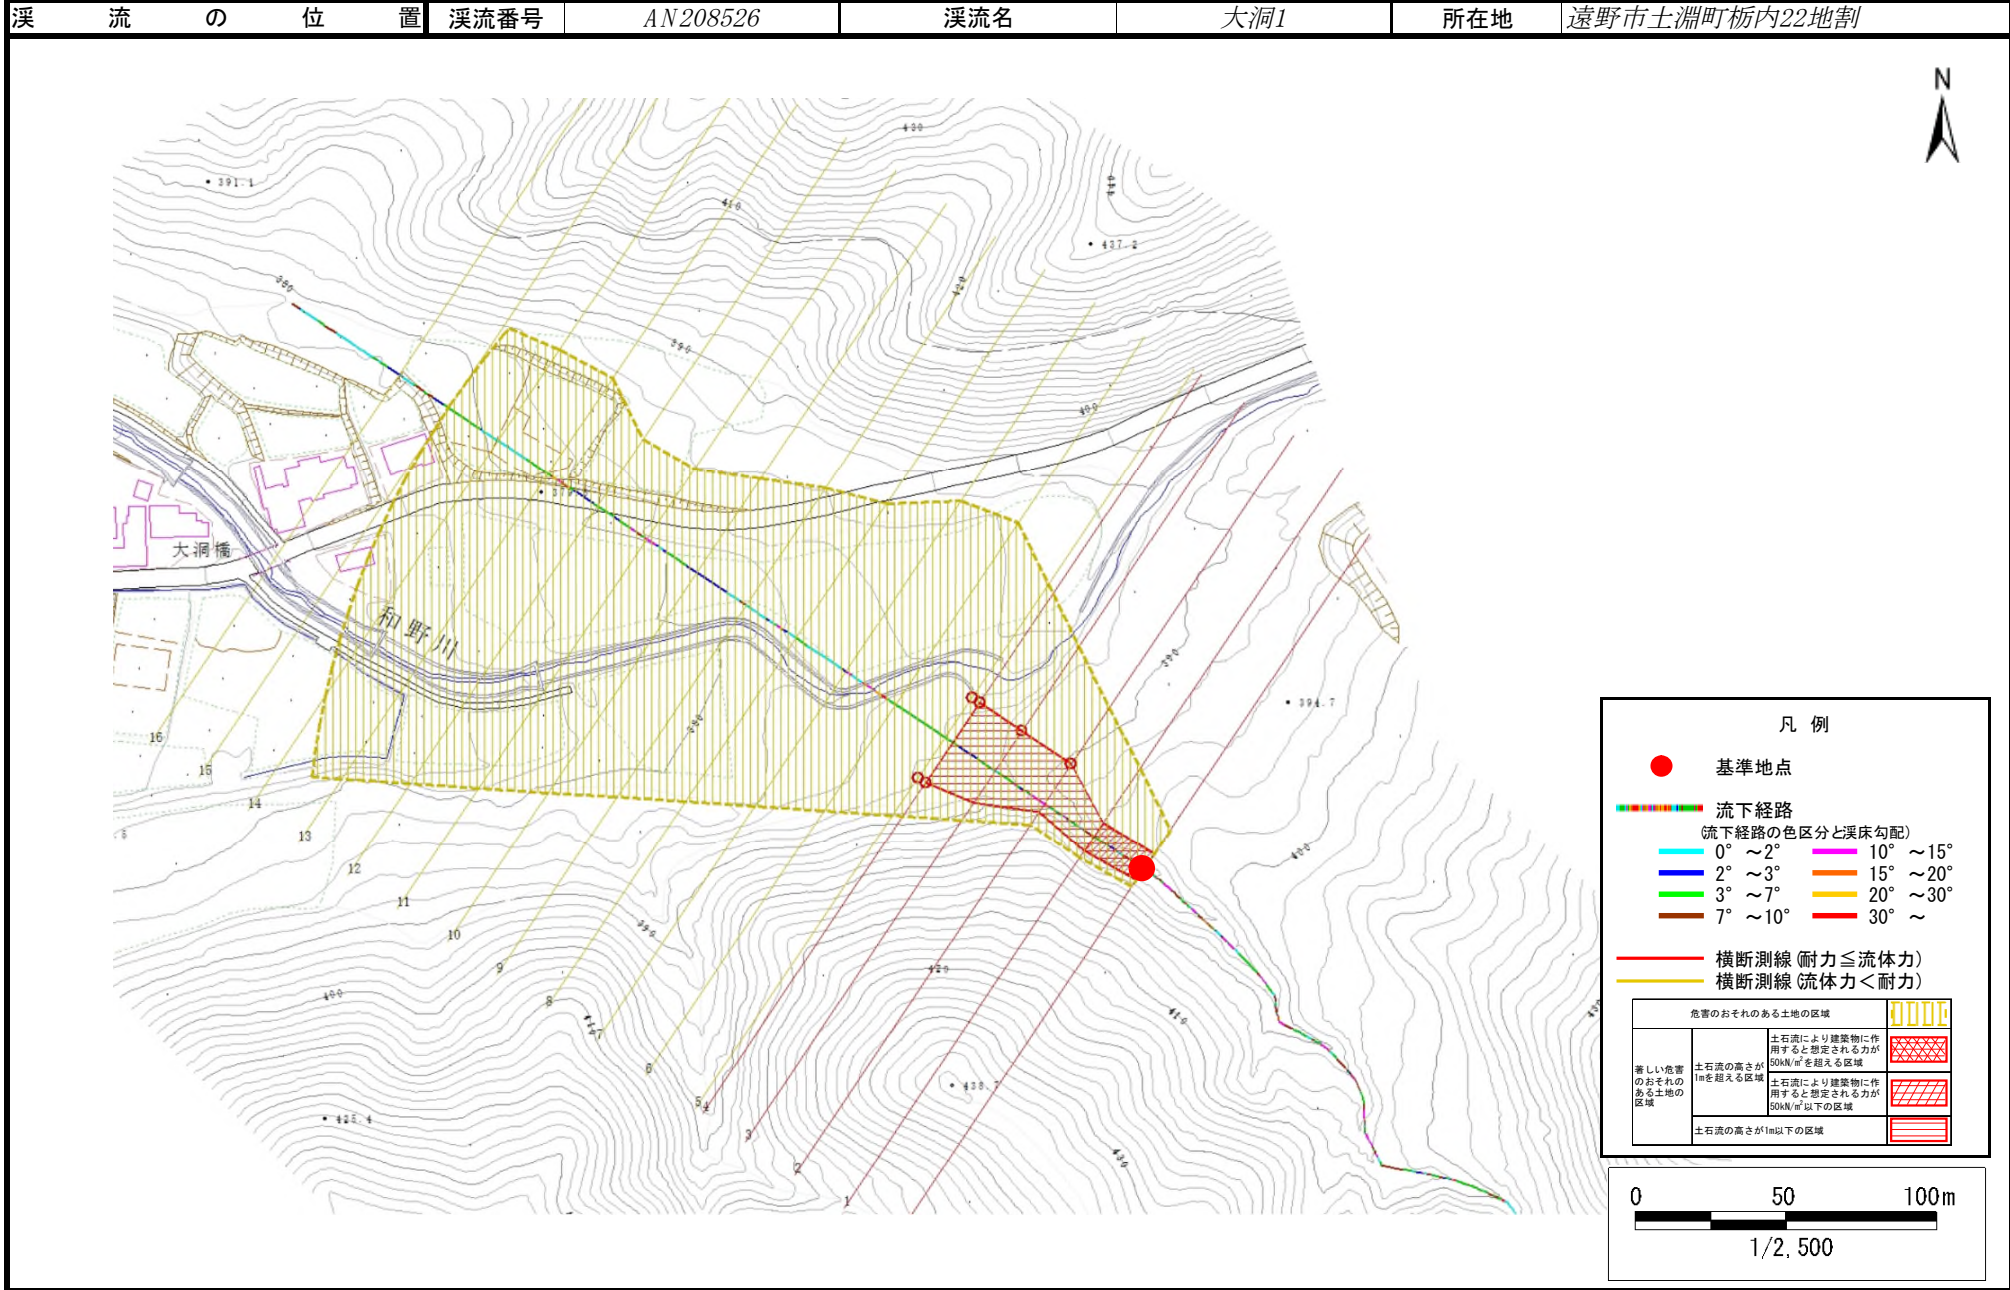 渓流の位置 渓流番号 AN208526 渓流名 大洞1 所在地 遠野市土淵町栃内22地割
N
430
391.1
440
410
437.2
420
380
390
400
大洞橋
和野川
390
394.7
380
16
15
14
13
12
11
10
9
8
7
6
5
4
3
2
1
400
390
420
410
400
438.7
425.4
430
凡例
基準地点
流下経路
(流下経路の色区分と渓床勾配)
0° ～2° 10° ～15°
2° ～3° 15° ～20°
3° ～7° 20° ～30°
7° ～10° 30° ～
横断測線(耐力≦流体力)
横断測線(流体力＜耐力)
危害のおそれのある土地の区域
著しい危害
のおそれの
ある土地の
区域
土石流の高さが
1mを超える区域
土石流により建築物に作
用すると想定される力が
50kN/㎡を超える区域
土石流により建築物に作
用すると想定される力が
50kN/㎡以下の区域
土石流の高さが1m以下の区域
0 50 100m
1/2,500